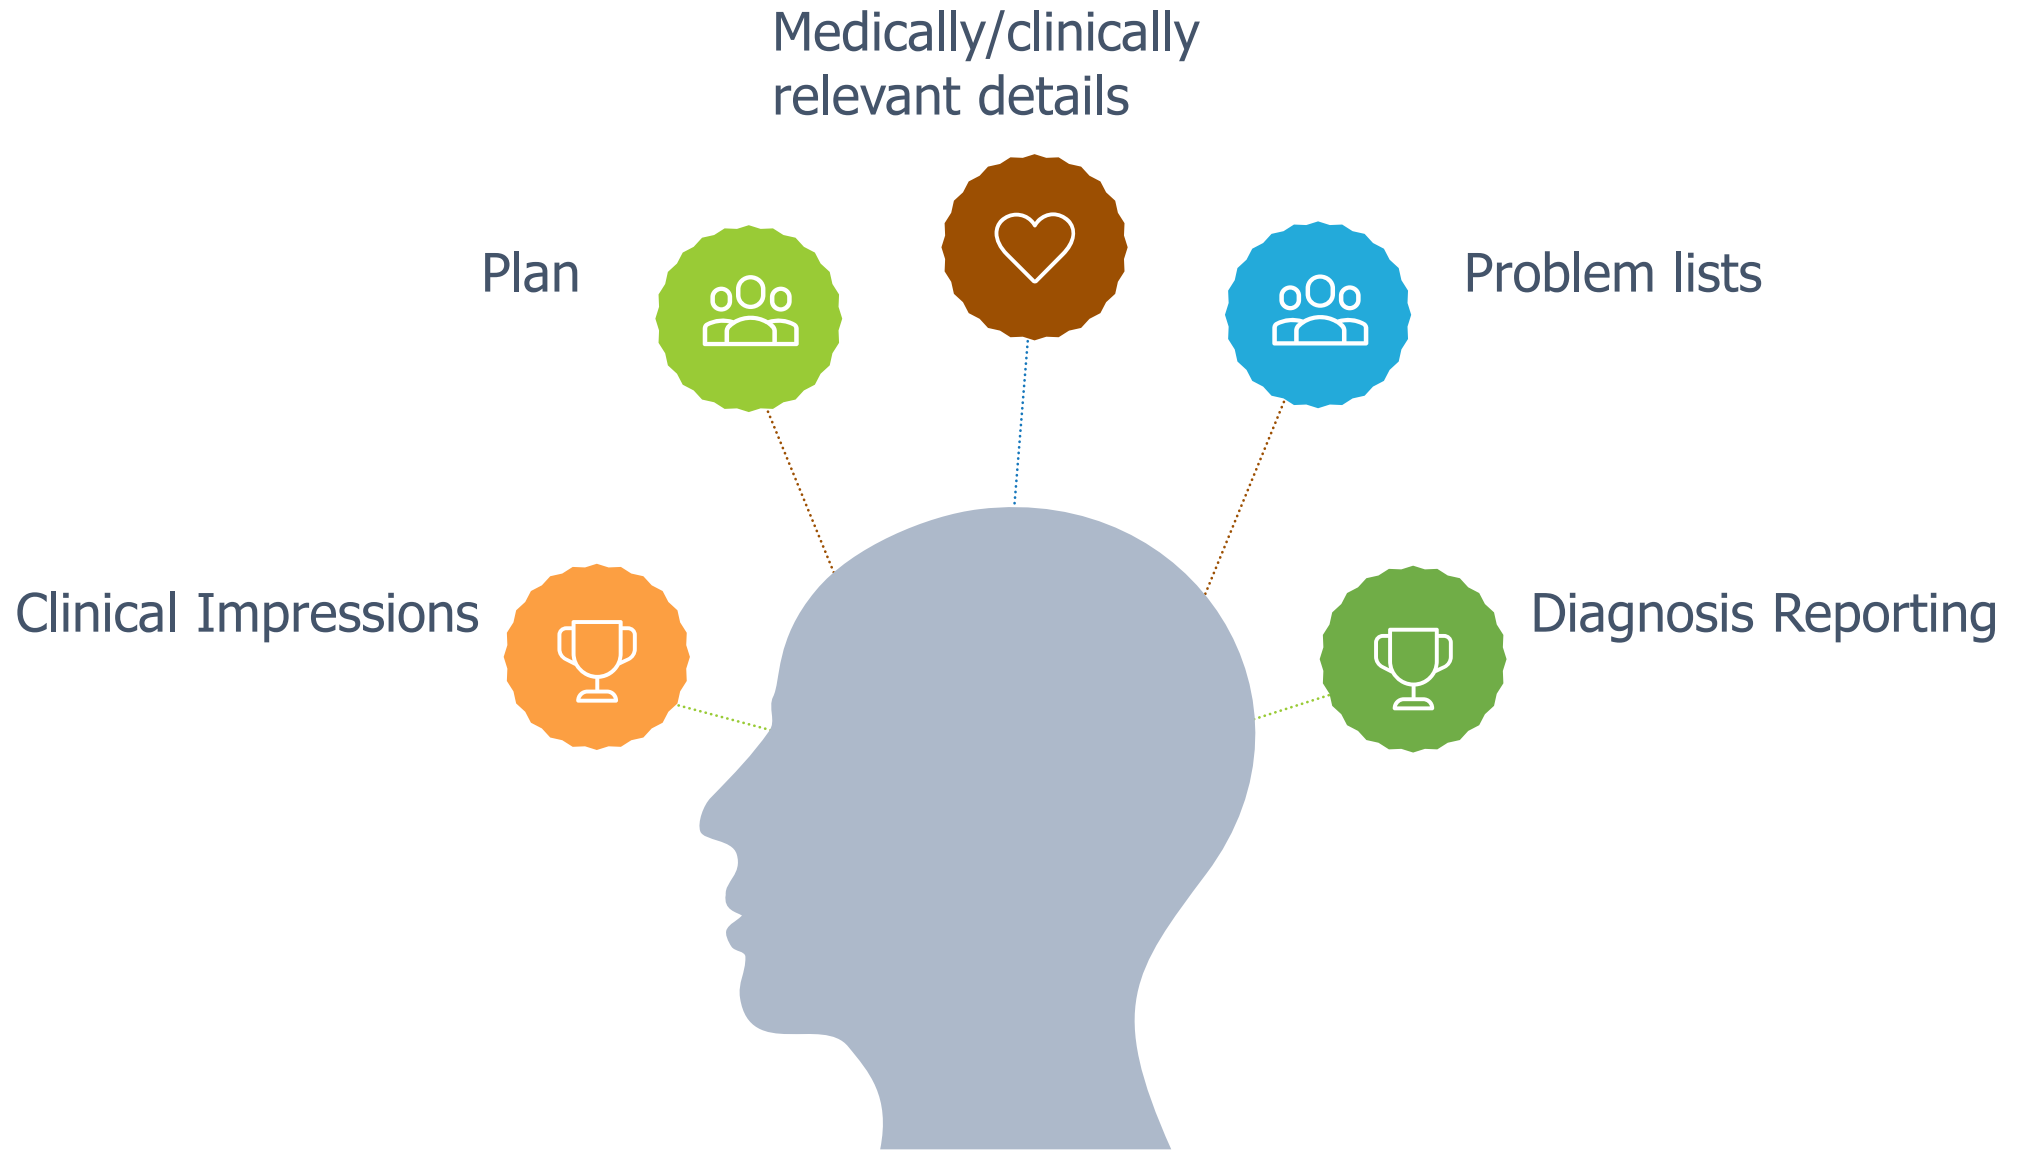 Medically/clinically
relevant details
Plan
Problem lists
Clinical Impressions
Diagnosis Reporting